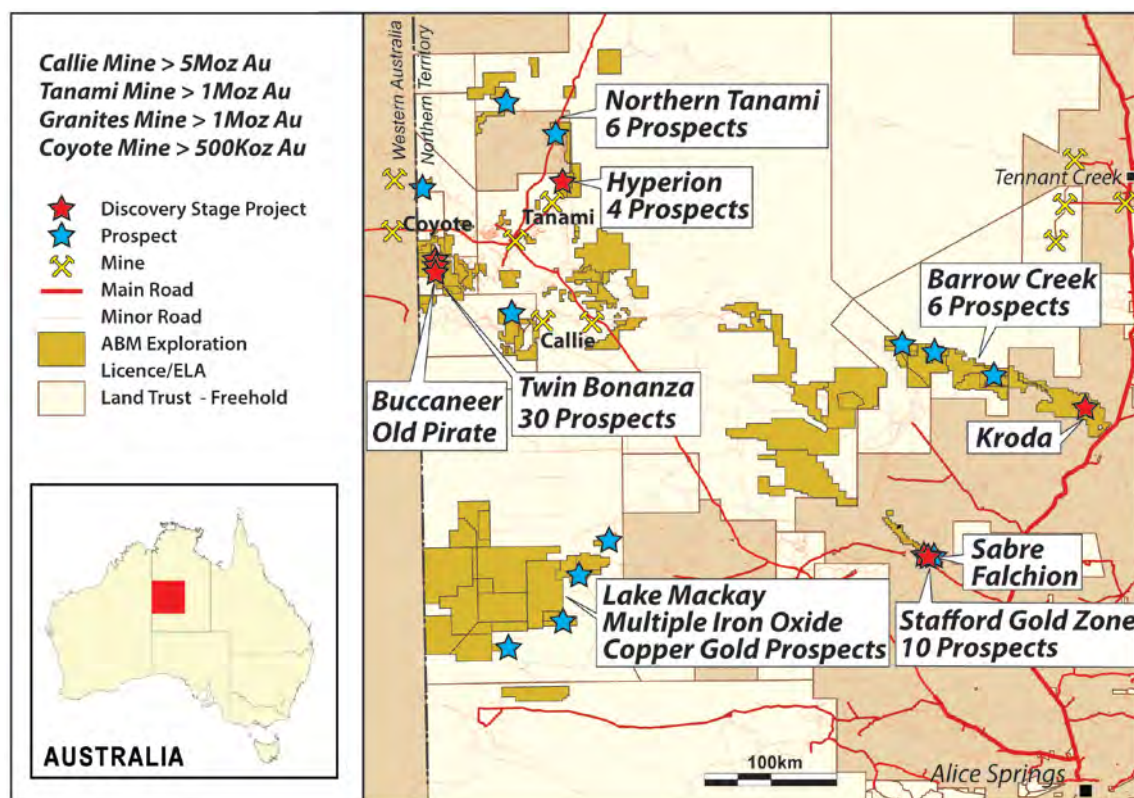 Callie Mine > 5Moz Au
Tanami Mine > 1Moz Au
Granites Mine > 1Moz Au
Coyote Mine > 500Koz Au
Discovery Stage Project
Prospect
Mine
Main Road
Minor Road
ABM Exploration
Licence/ELA
Land Trust - Freehold
AUSTRALIA
Western Australia
Northern Territory
Northern Tanami
6 Prospects
Hyperion
4 Prospects
Tennant Creek
Coyote
Tanami
Barrow Creek
6 Prospects
Callie
Buccaneer
Old Pirate
Twin Bonanza
30 Prospects
Kroda
Sabre
Falchion
Lake Mackay
Multiple Iron Oxide
Copper Gold Prospects
Stafford Gold Zone
10 Prospects
100km
Alice Springs